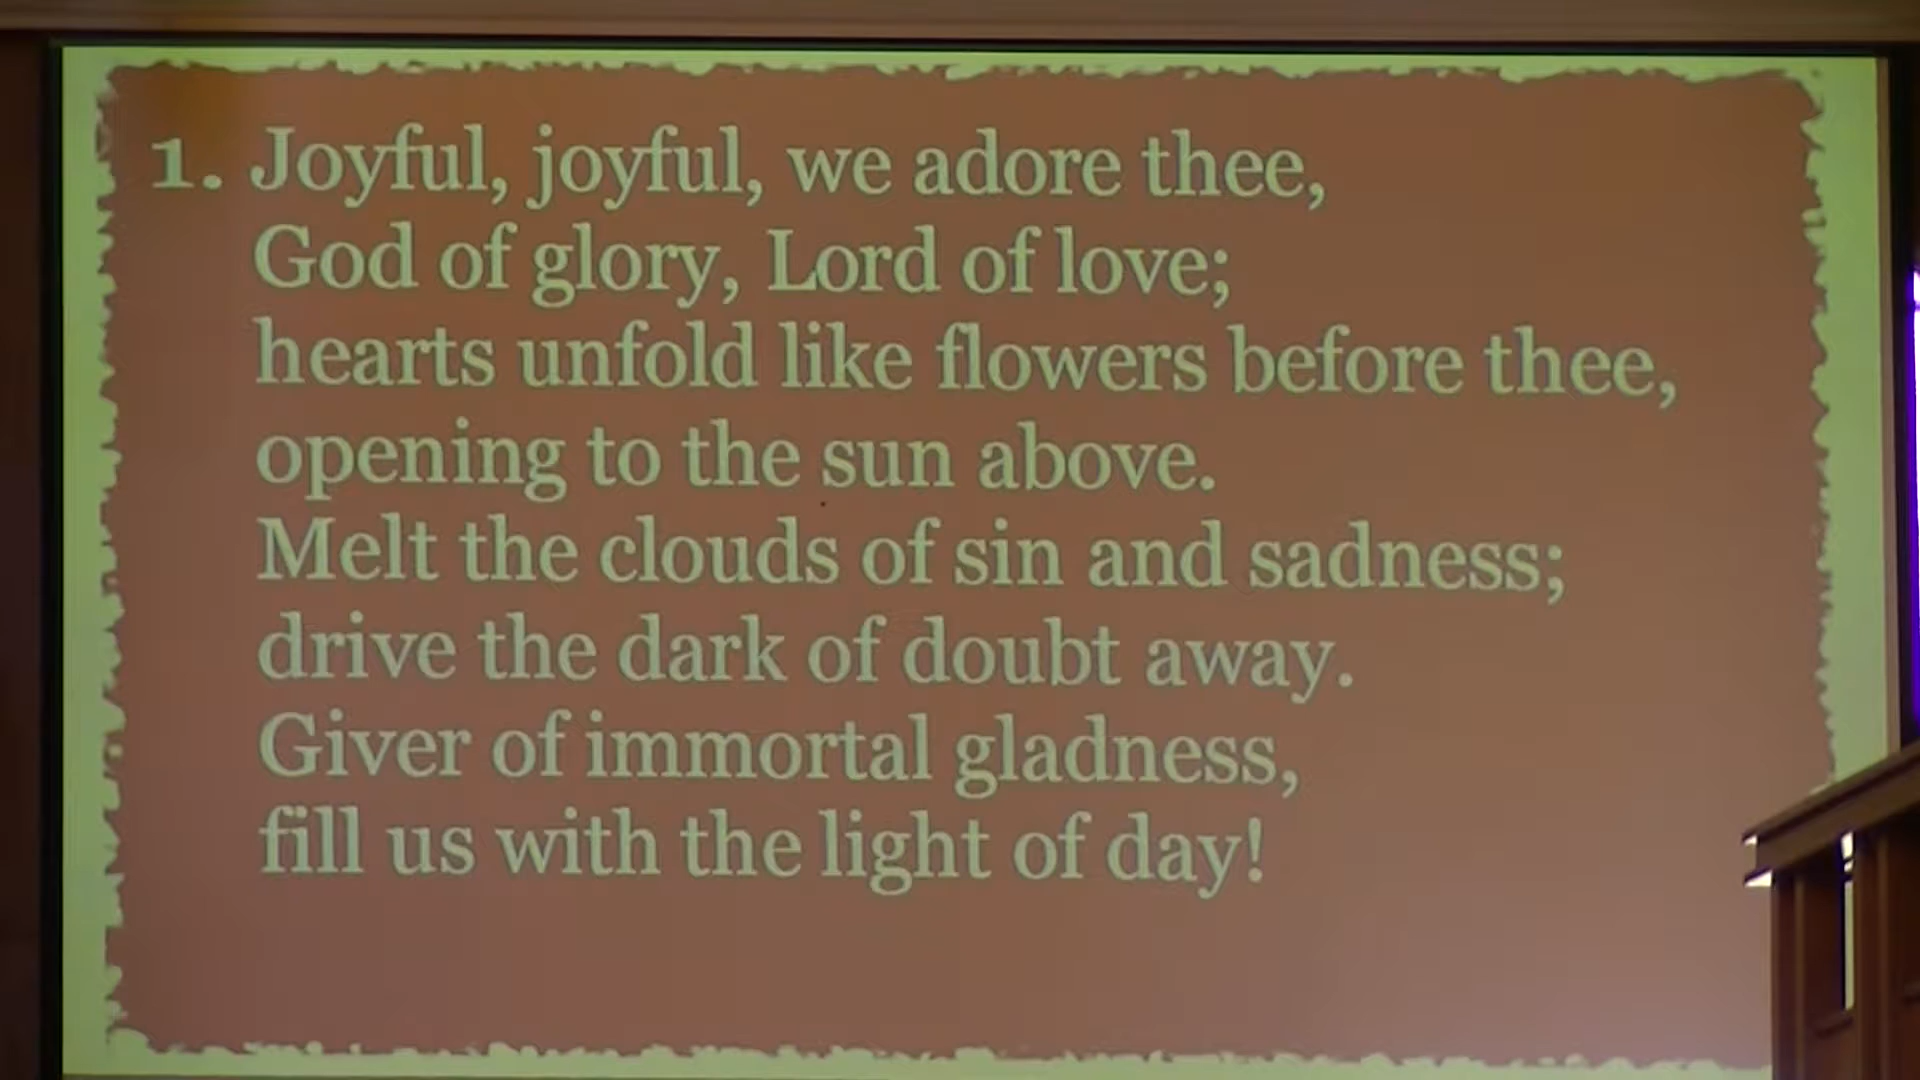 1. Joyful, joyful, we adore thee,
God of glory, Lord of love;
hearts unfold like flowers before thee,
opening to the sun above.
Melt the clouds of sin and sadness;
drive the dark of doubt away.
Giver of immortal gladness,
fill us with the light of day!